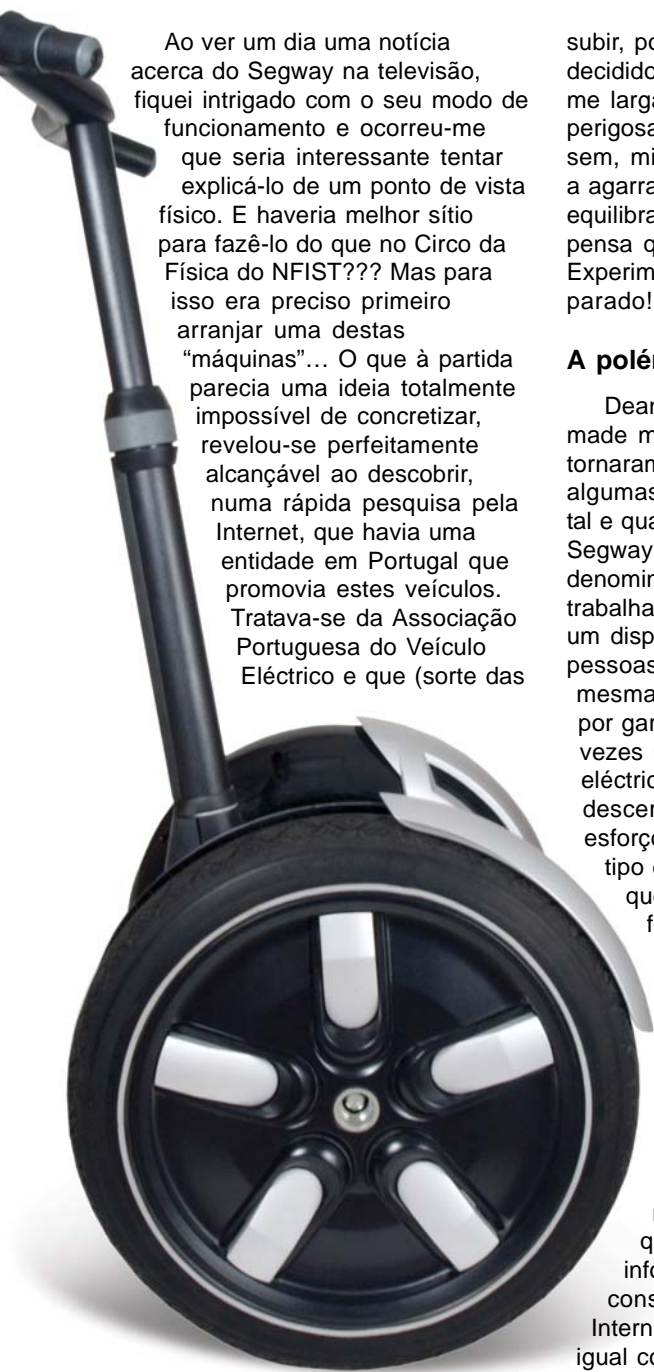 Ao ver um dia uma notícia
acerca do Segway na televisão,
fiquei intrigado com o seu modo de
funcionamento e ocorreu-me
que seria interessante tentar
explicá-lo de um ponto de vista
físico. E haveria melhor sítio
para fazê-lo do que no Circo da
Física do NFIST??? Mas para
isso era preciso primeiro
arranjar uma destas
“máquinas”… O que à partida
parecia uma ideia totalmente
impossível de concretizar,
revelou-se perfeitamente
alcançável ao descobrir,
numa rápida pesquisa pela
Internet, que havia uma
entidade em Portugal que
promovia estes veículos.
Tratava-se da Associação
Portuguesa do Veículo
Eléctrico e que (sorte das
subir, po
decidido
me larga
perigosa
sem, mi
a agarra
equilibra
pensa q
Experim
parado!
A polém
Dear
made m
tornaram
algumas
tal e qua
Segway
denomin
trabalha
um disp
pessoas
mesma
por gar
vezes
eléctric
descer
esforço
tipo
que
f
q
info
cons
Intern
igual co